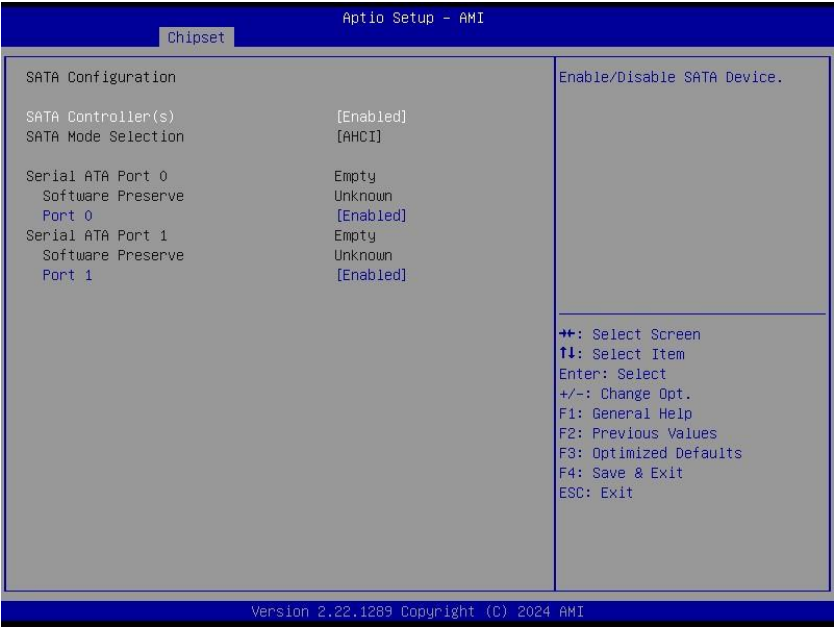 Aptio Setup - AMI
Chipset
SATA Configuration
SATA Controller(s) [Enabled]
SATA Mode Selection [AHCI]
Serial ATA Port 0 Empty
Software Preserve Unknown
Port 0 [Enabled]
Serial ATA Port 1 Empty
Software Preserve Unknown
Port 1 [Enabled]
Enable/Disable SATA Device.
→←: Select Screen
↑↓: Select Item
Enter: Select
+/-: Change Opt.
F1: General Help
F2: Previous Values
F3: Optimized Defaults
F4: Save & Exit
ESC: Exit
Version 2.22.1289 Copyright (C) 2024 AMI